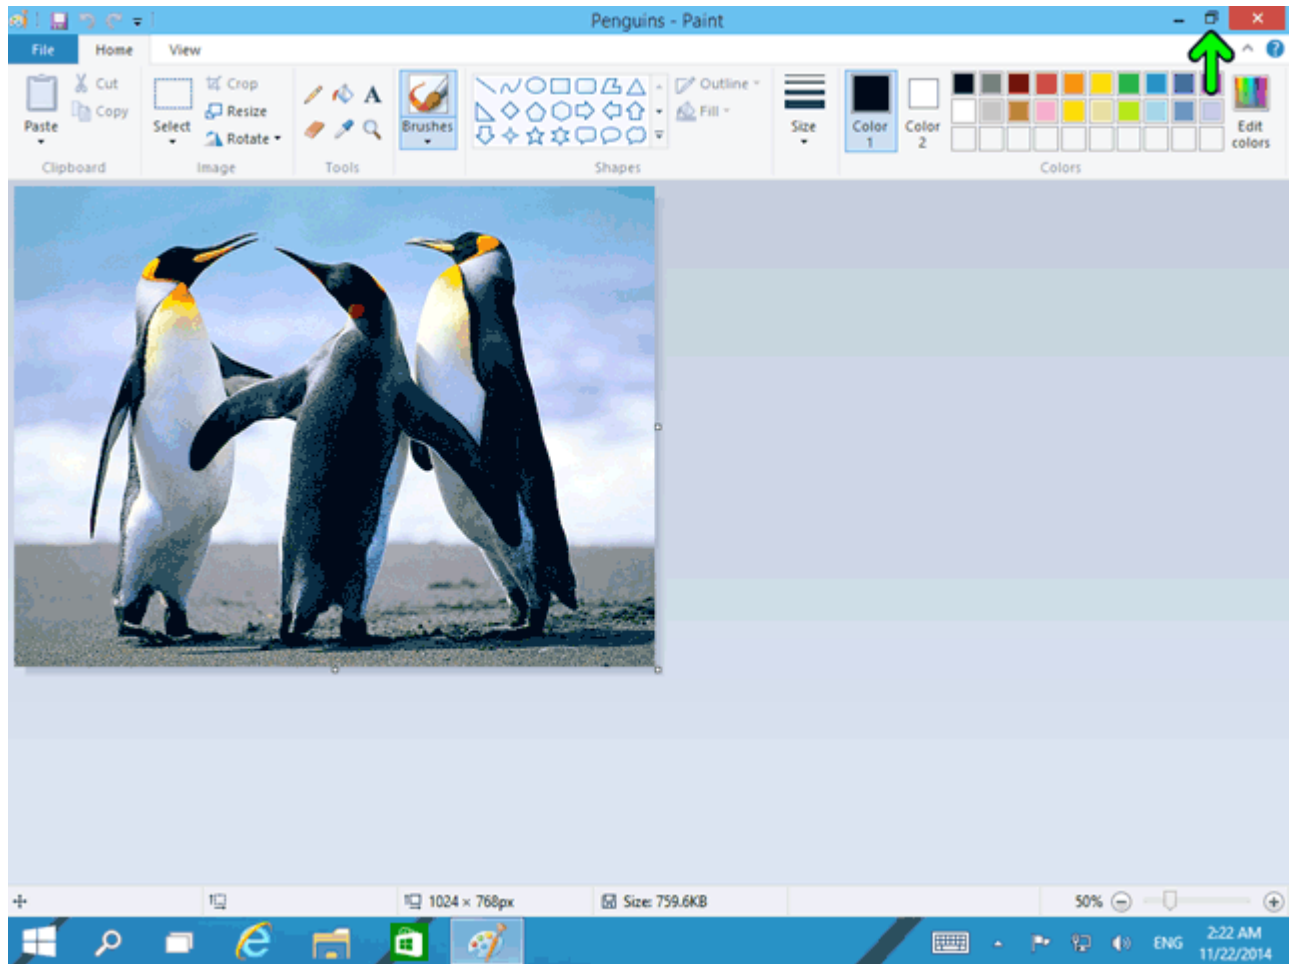 Penguins - Paint
File Home View
Cut
Copy
Paste
Clipboard
Select
Crop
Resize
Rotate
Image
A
Tools
Brushes
Shapes
Outline
Fill
Size
Color 1
Color 2
Edit colors
Colors
1024 × 768px
Size: 759.6KB
50%
ENG
2:22 AM
11/22/2014